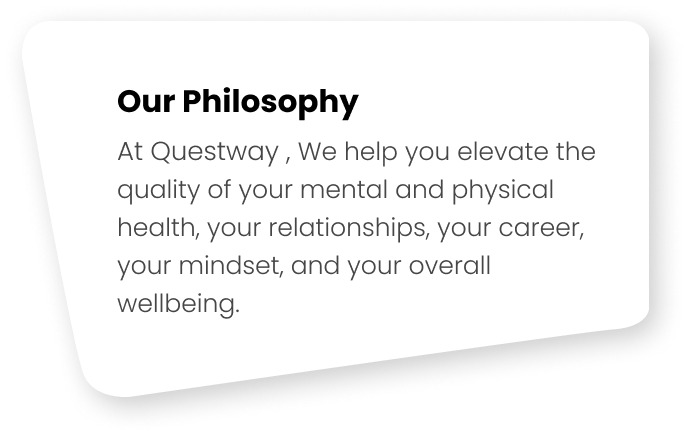 Our Philosophy
At Questway , We help you elevate the
quality of your mental and physical
health, your relationships, your career,
your mindset, and your overall
wellbeing.